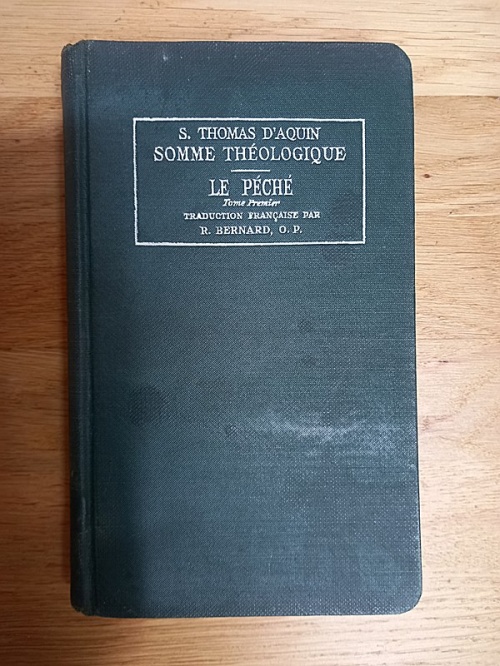 S. THOMAS D'AQUIN
SOMME THÉOLOGIQUE
LE PÉCHÉ
Tome Premier
TRADUCTION FRANÇAISE PAR
R. BERNARD, O. P.